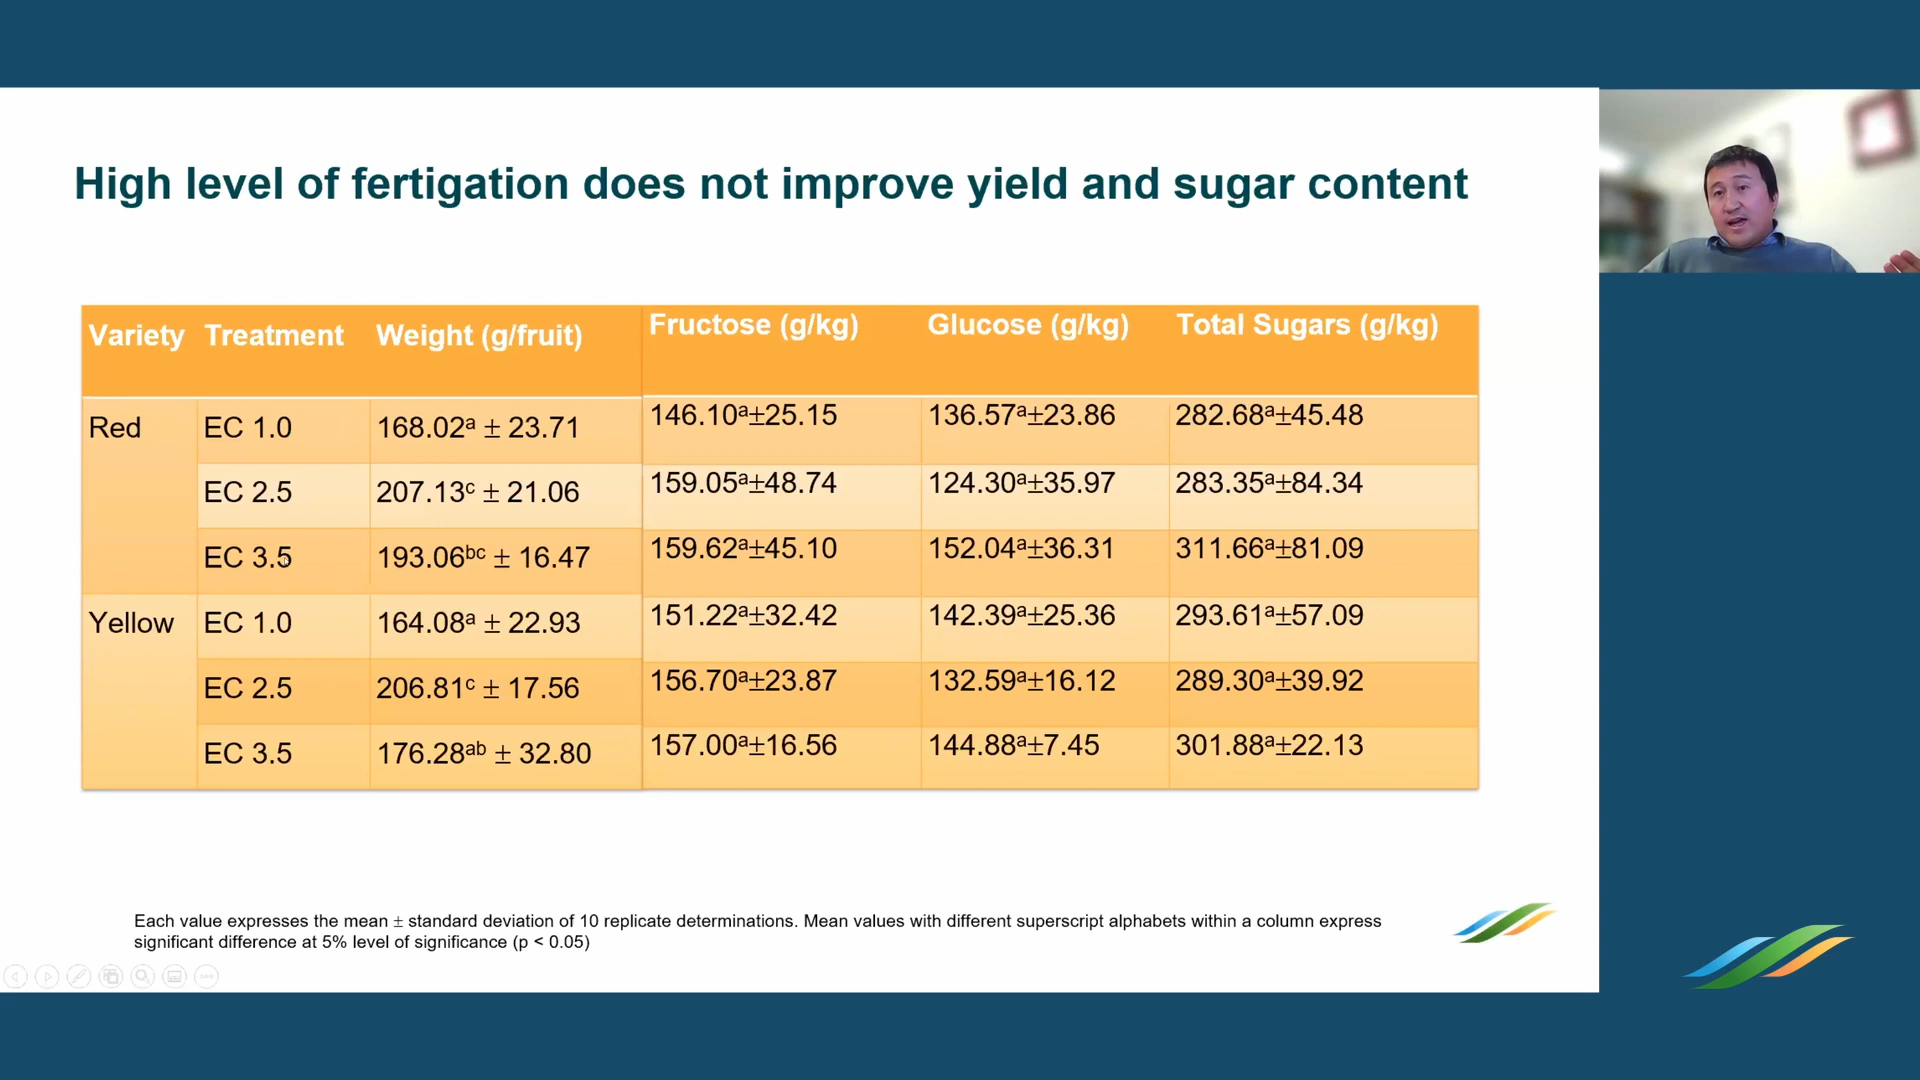 High level of fertigation does not improve yield and sugar content
Variety Treatment Weight (g/fruit) Fructose (g/kg) Glucose (g/kg) Total Sugars (g/kg)
Red EC 1.0 168.02ᵃ ± 23.71 146.10ᵃ±25.15 136.57ᵃ±23.86 282.68ᵃ±45.48
EC 2.5 207.13ᶜ ± 21.06 159.05ᵃ±48.74 124.30ᵃ±35.97 283.35ᵃ±84.34
EC 3.5 193.06ᵇᶜ ± 16.47 159.62ᵃ±45.10 152.04ᵃ±36.31 311.66ᵃ±81.09
Yellow EC 1.0 164.08ᵃ ± 22.93 151.22ᵃ±32.42 142.39ᵃ±25.36 293.61ᵃ±57.09
EC 2.5 206.81ᶜ ± 17.56 156.70ᵃ±23.87 132.59ᵃ±16.12 289.30ᵃ±39.92
EC 3.5 176.28ᵃᵇ ± 32.80 157.00ᵃ±16.56 144.88ᵃ±7.45 301.88ᵃ±22.13
Each value expresses the mean ± standard deviation of 10 replicate determinations. Mean values with different superscript alphabets within a column express
significant difference at 5% level of significance (p < 0.05)